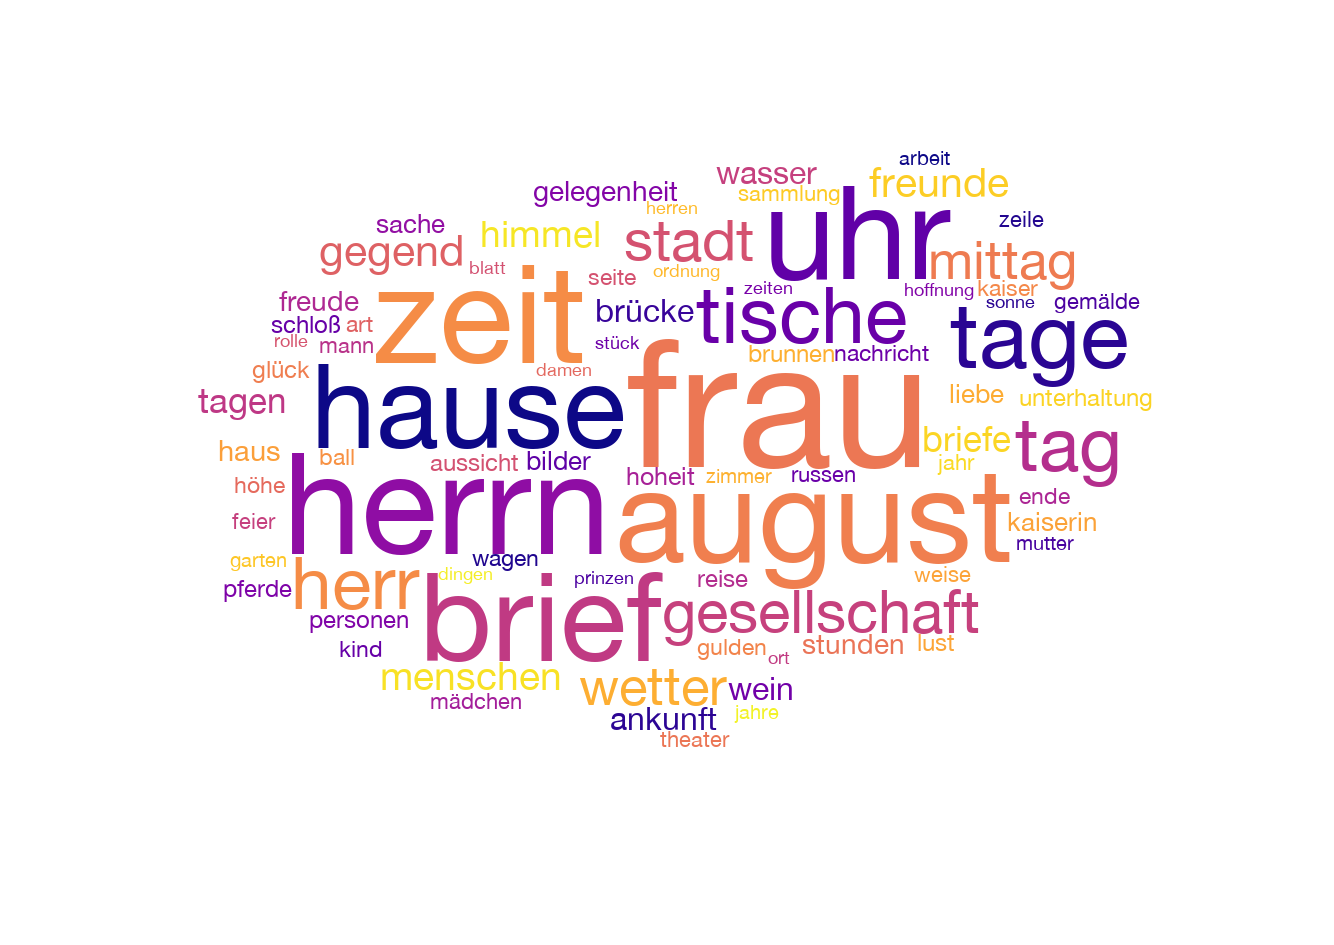 arbeit
wasser
freunde
gelegenheit
sammlung
herren
uhr
zeile
sache
himmel
stadt
gegend
mittag
blatt
seite
ordnung
zeit
zeiten
hoffnung
kaiser
freude
brücke
tische
sonne
gemälde
schloß
art
tage
rolle
mann
stück
brunnen
nachricht
glück
damen
frau
hause
liebe
unterhaltung
tagen
briefe
tag
haus
ball
aussicht
bilder
jahr
höhe
hoheit
zimmer
russen
herrn
august
ende
feier
kaiserin
mutter
garten
wagen
dingen
prinzen
reise
weise
pferde
herr
brief
gesellschaft
personen
kind
gulden
ort
stunden
lust
menschen
wetter
wein
mädchen
ankunft
jahre
theater